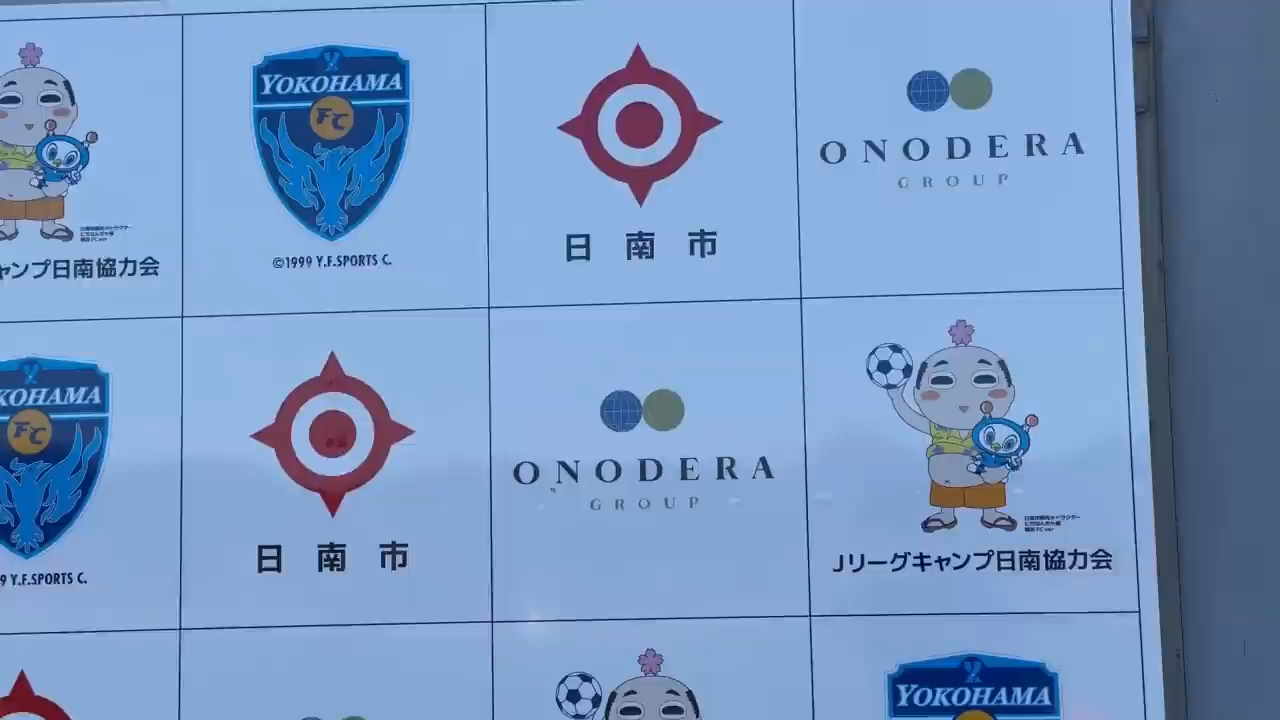 YOKOHAMA
FC
©1999 Y.F.SPORTS C.
日南市
ONODERA
GROUP
ャンプ日南協力会
KOHAMA
FC
9 Y.F.SPORTS C.
日南市
ONODERA
GROUP
Jリーグキャンプ日南協力会
YOKOHAMA